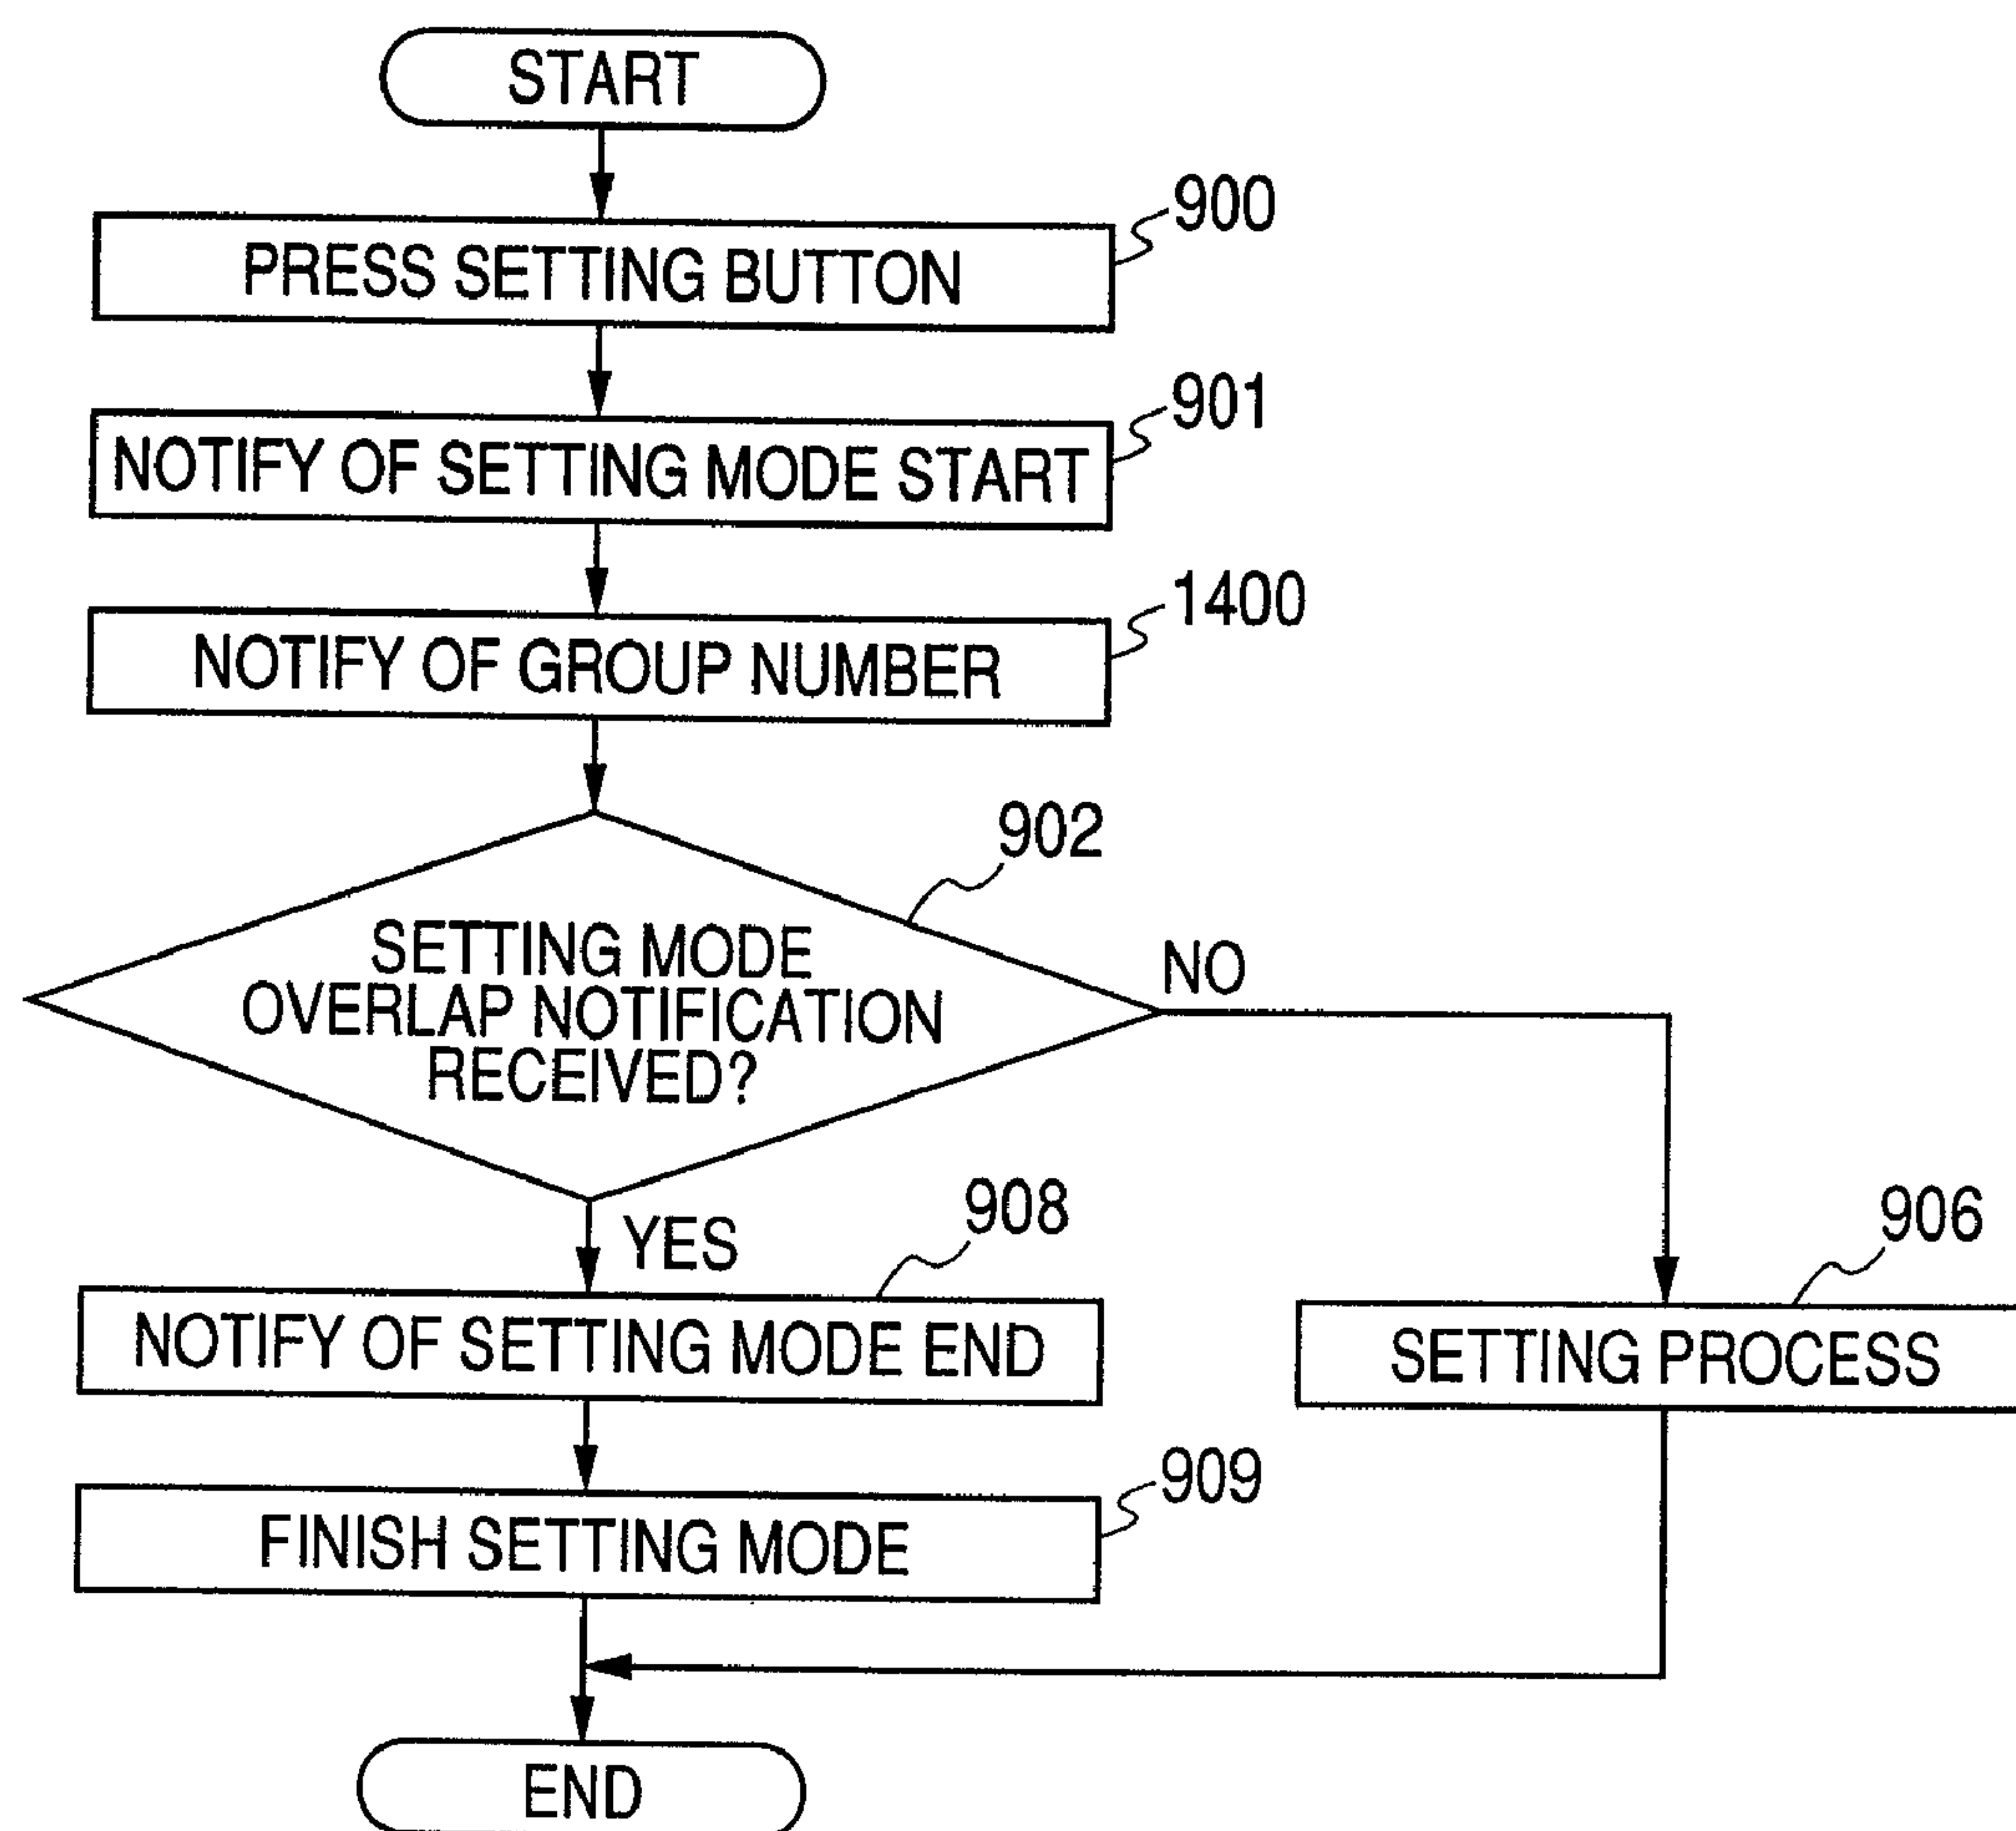 START
PRESS SETTING BUTTON
900
NOTIFY OF SETTING MODE START
901
NOTIFY OF GROUP NUMBER
1400
902
SETTING MODE
OVERLAP NOTIFICATION
RECEIVED?
NO
YES
908
906
NOTIFY OF SETTING MODE END
SETTING PROCESS
909
FINISH SETTING MODE
END